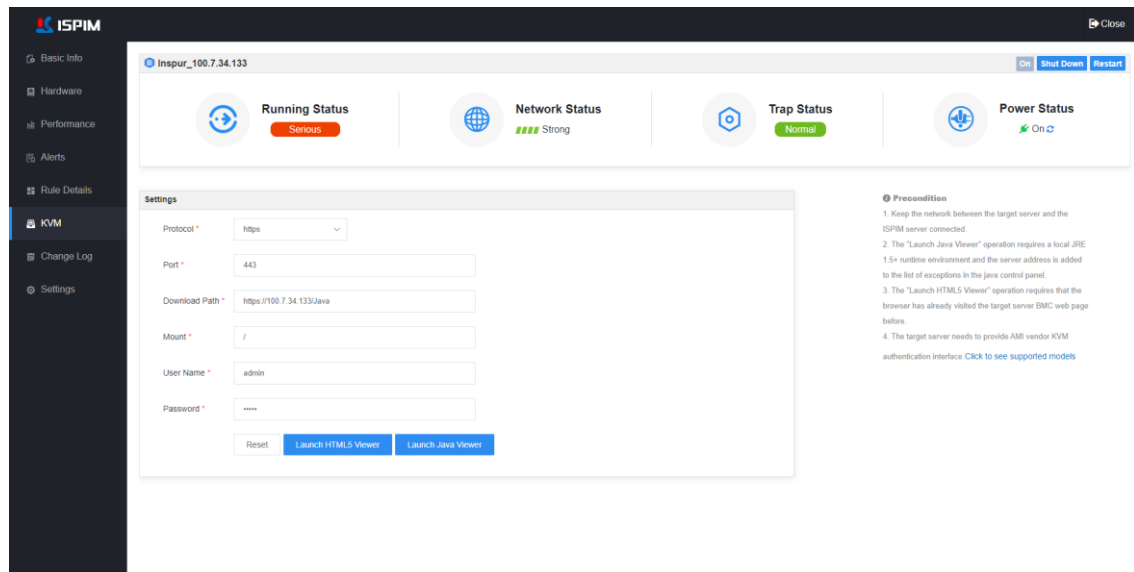 ISPIM
Close
Basic Info
Hardware
Performance
Alerts
Rule Details
KVM
Change Log
Settings
Inspur_100.7.34.133
On Shut Down Restart
Running Status
Serious
Network Status
Strong
Trap Status
Normal
Power Status
On
Settings
Protocol * https
Port * 443
Download Path * https://100.7.34.133/Java
Mount * /
User Name * admin
Password * •••••
Reset Launch HTML5 Viewer Launch Java Viewer
Precondition
1. Keep the network between the target server and the
ISPIM server connected.
2. The "Launch Java Viewer" operation requires a local JRE
1.5+ runtime environment and the server address is added
to the list of exceptions in the java control panel.
3. The "Launch HTML5 Viewer" operation requires that the
browser has already visited the target server BMC web page
before.
4. The target server needs to provide AMI vendor KVM
authentication interface.Click to see supported models